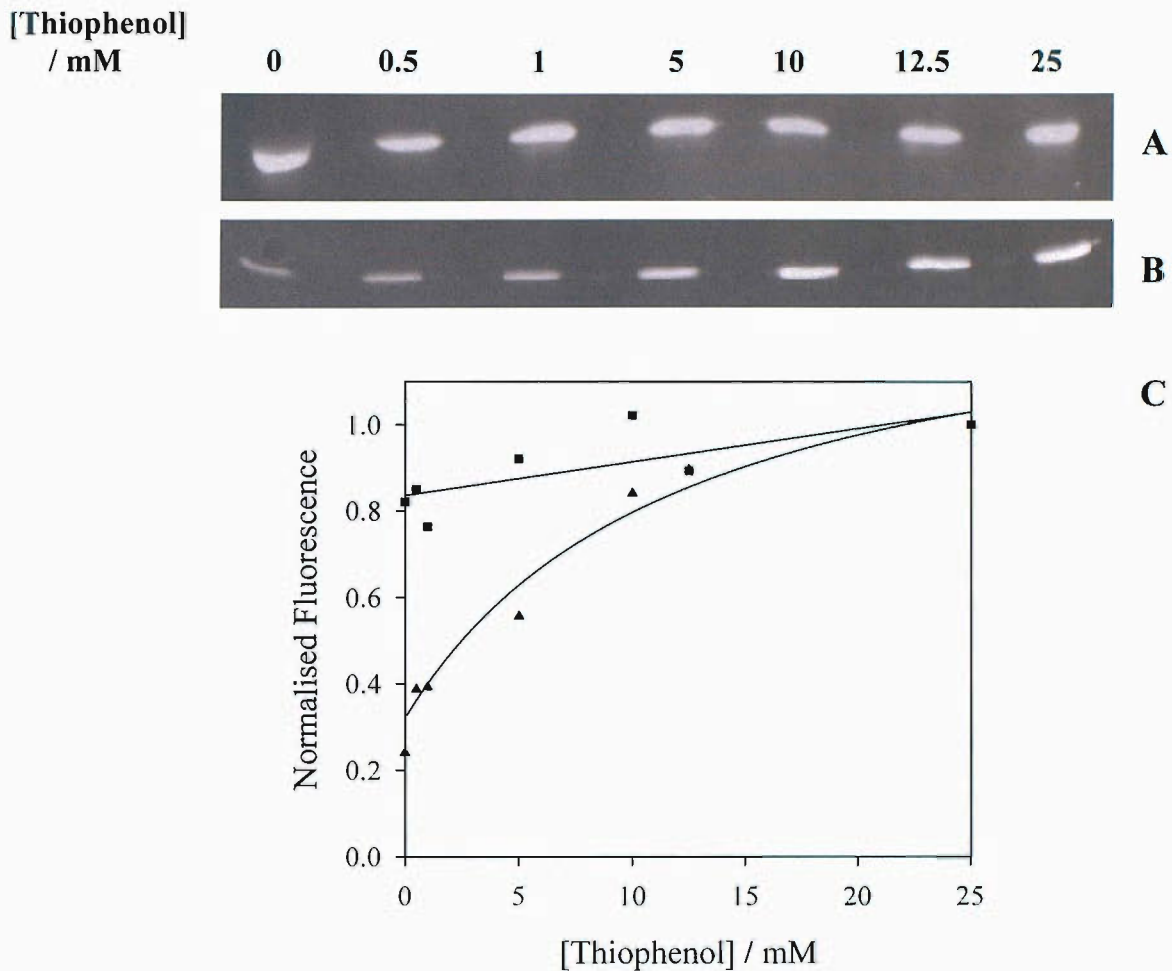 [Thiophenol]
/ mM 0 0.5 1 5 10 12.5 25
A
B
C
1.0
0.8
0.6
0.4
0.2
0.0
Normalised Fluorescence
0 5 10 15 20 25
[Thiophenol] / mM